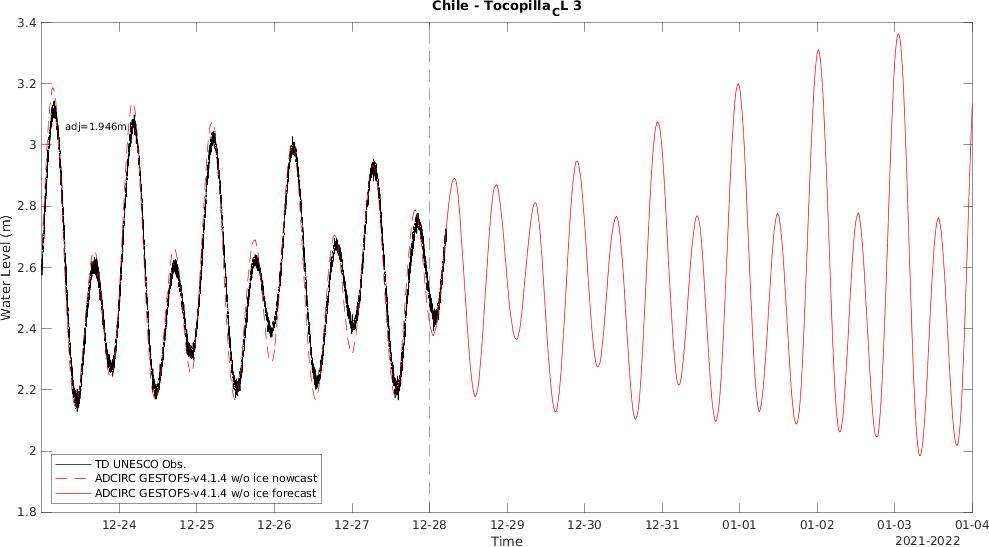 Chile - Tocopilla_CL 3
3.4
3.2
3
2.8
2.6
2.4
2.2
2
1.8
Water Level (m)
adj=1.946m
TD UNESCO Obs.
ADCIRC GESTOFS-v4.1.4 w/o ice nowcast
ADCIRC GESTOFS-v4.1.4 w/o ice forecast
12-24 12-25 12-26 12-27 12-28 12-29 12-30 12-31 01-01 01-02 01-03 01-04
Time
2021-2022